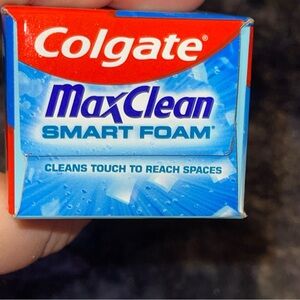 Colgate®
MaxClean
SMART FOAM®
CLEANS TOUCH TO REACH SPACES